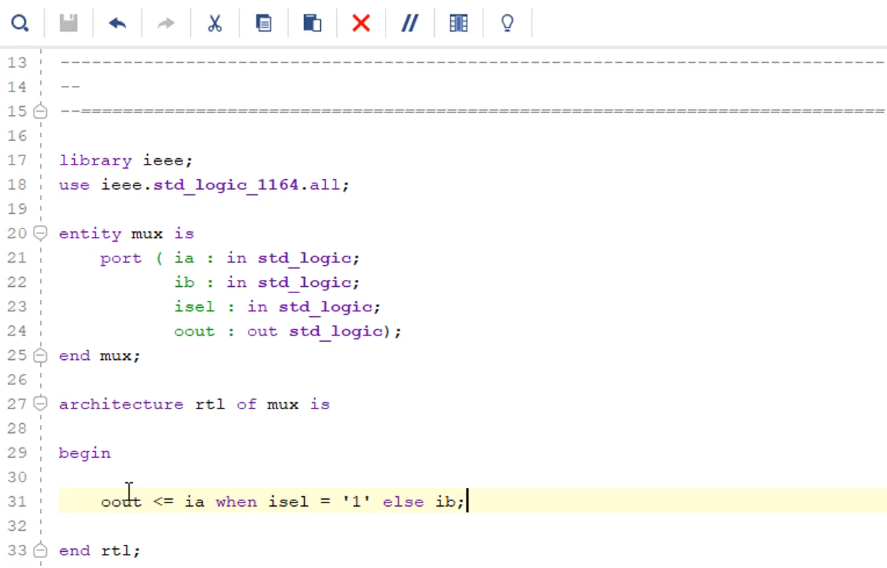 13 --------------------------------------------------------------------------------
14 --
15 --==============================================================================
16
17 library ieee;
18 use ieee.std_logic_1164.all;
19
20 entity mux is
21     port ( ia : in std_logic;
22            ib : in std_logic;
23            isel : in std_logic;
24            oout : out std_logic);
25 end mux;
26
27 architecture rtl of mux is
28
29 begin
30
31     oout <= ia when isel = '1' else ib;
32
33 end rtl;